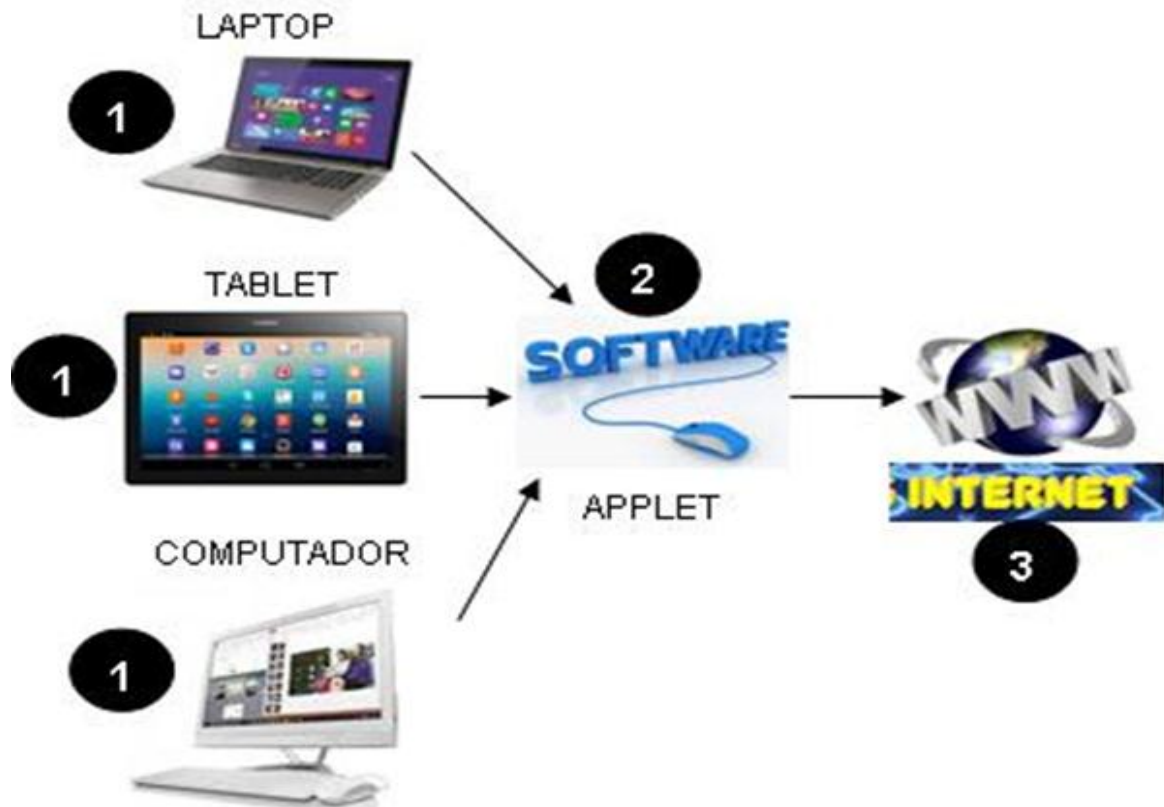 LAPTOP
1
TABLET
1
COMPUTADOR
1
2
SOFTWARE
APPLET
WWW
INTERNET
3